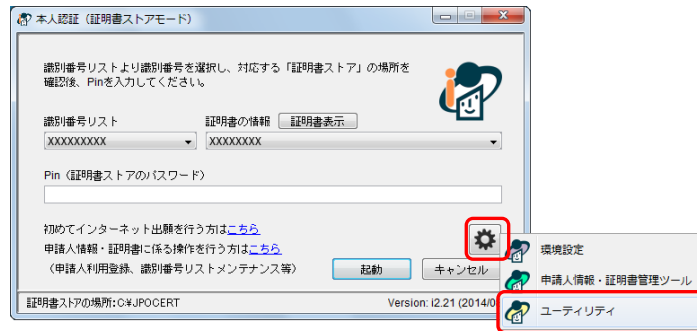 本人認証（証明書ストアモード）
識別番号リストより識別番号を選択し、対応する「証明書ストア」の場所を
確認後、Pinを入力してください。
識別番号リスト
証明書の情報 証明書表示
XXXXXXXXX
XXXXXXXX
Pin（証明書ストアのパスワード）
初めてインターネット出願を行う方はこちら
申請人情報・証明書に係る操作を行う方はこちら
（申請人利用登録、識別番号リストメンテナンス等）
起動
キャンセル
証明書ストアの場所:C:¥JPOCERT
Version: i2.21 (2014/0
環境設定
申請人情報・証明書管理ツール
ユーティリティ